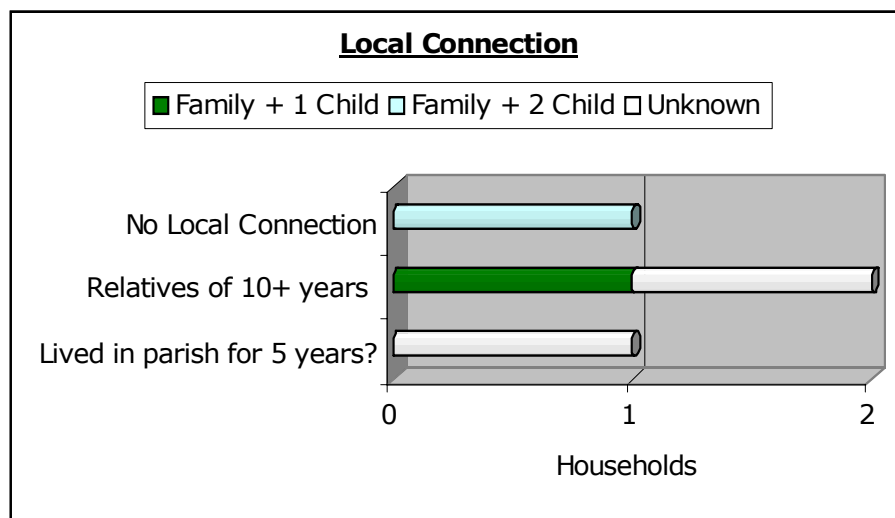 Local Connection
Family + 1 Child Family + 2 Child Unknown
No Local Connection
Relatives of 10+ years
Lived in parish for 5 years?
0 1 2
Households